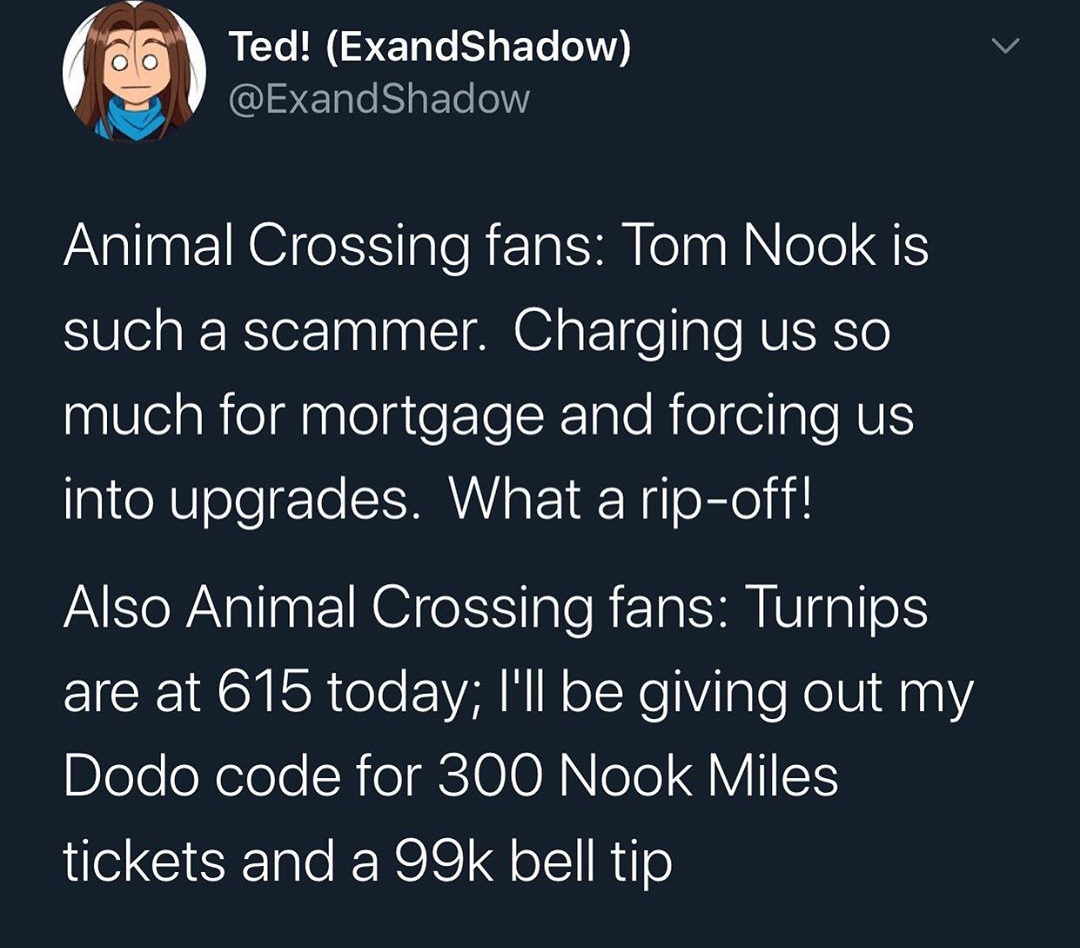 Ted! (ExandShadow)
@ExandShadow
Animal Crossing fans: Tom Nook is
such a scammer.  Charging us so
much for mortgage and forcing us
into upgrades.  What a rip-off!
Also Animal Crossing fans: Turnips
are at 615 today; I'll be giving out my
Dodo code for 300 Nook Miles
tickets and a 99k bell tip